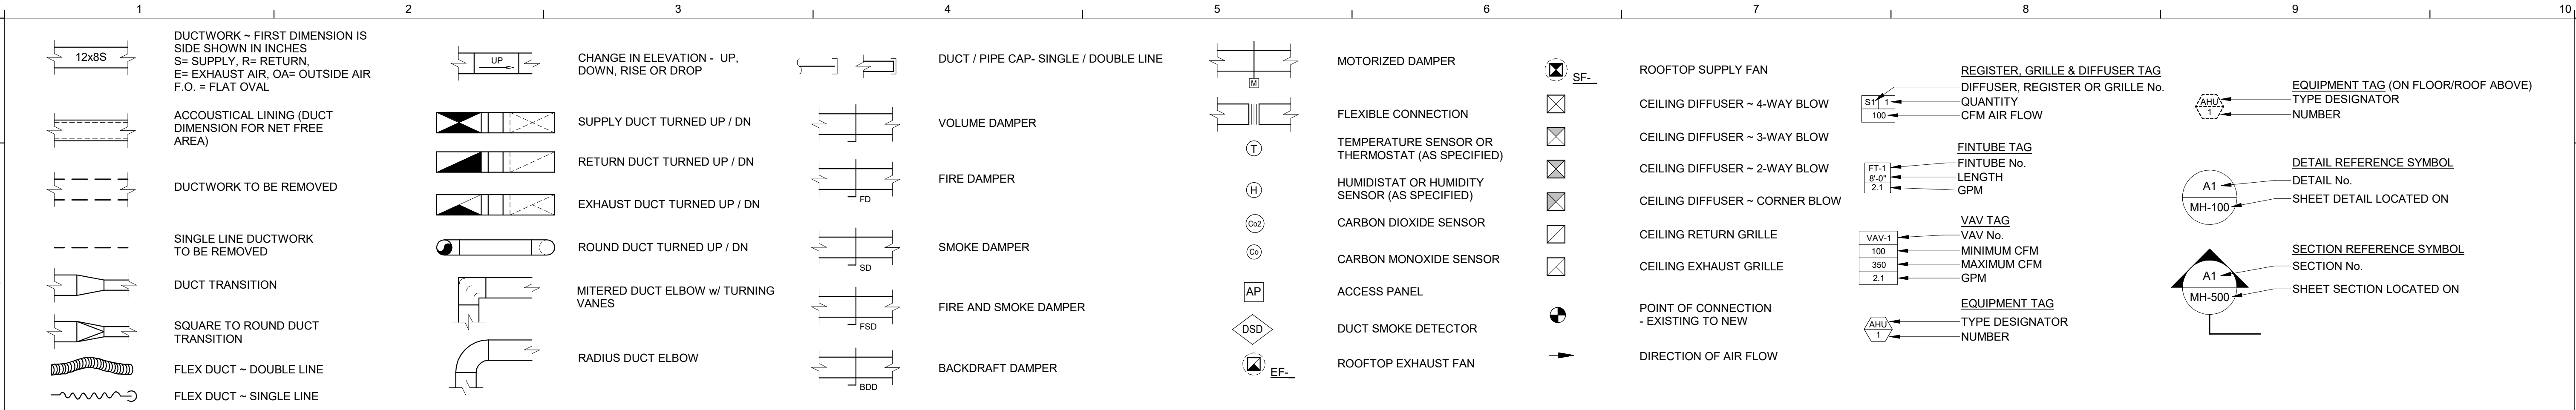 1 2 3 4 5 6 7 8 9 10
12x8S
DUCTWORK ~ FIRST DIMENSION IS
SIDE SHOWN IN INCHES
S= SUPPLY, R= RETURN,
E= EXHAUST AIR, OA= OUTSIDE AIR
F.O. = FLAT OVAL
ACCOUSTICAL LINING (DUCT
DIMENSION FOR NET FREE
AREA)
DUCTWORK TO BE REMOVED
SINGLE LINE DUCTWORK
TO BE REMOVED
DUCT TRANSITION
SQUARE TO ROUND DUCT
TRANSITION
FLEX DUCT ~ DOUBLE LINE
FLEX DUCT ~ SINGLE LINE
UP
CHANGE IN ELEVATION - UP,
DOWN, RISE OR DROP
SUPPLY DUCT TURNED UP / DN
RETURN DUCT TURNED UP / DN
EXHAUST DUCT TURNED UP / DN
ROUND DUCT TURNED UP / DN
MITERED DUCT ELBOW w/ TURNING
VANES
RADIUS DUCT ELBOW
DUCT / PIPE CAP- SINGLE / DOUBLE LINE
VOLUME DAMPER
FD
FIRE DAMPER
SD
SMOKE DAMPER
FSD
FIRE AND SMOKE DAMPER
BDD
BACKDRAFT DAMPER
M
MOTORIZED DAMPER
FLEXIBLE CONNECTION
T
TEMPERATURE SENSOR OR
THERMOSTAT (AS SPECIFIED)
H
HUMIDISTAT OR HUMIDITY
SENSOR (AS SPECIFIED)
Co2
CARBON DIOXIDE SENSOR
Co
CARBON MONOXIDE SENSOR
AP
ACCESS PANEL
DSD
DUCT SMOKE DETECTOR
EF-_
ROOFTOP EXHAUST FAN
SF-_
ROOFTOP SUPPLY FAN
CEILING DIFFUSER ~ 4-WAY BLOW
CEILING DIFFUSER ~ 3-WAY BLOW
CEILING DIFFUSER ~ 2-WAY BLOW
CEILING DIFFUSER ~ CORNER BLOW
CEILING RETURN GRILLE
CEILING EXHAUST GRILLE
POINT OF CONNECTION
- EXISTING TO NEW
DIRECTION OF AIR FLOW
REGISTER, GRILLE & DIFFUSER TAG
DIFFUSER, REGISTER OR GRILLE No.
S1 1 QUANTITY
100 CFM AIR FLOW
FINTUBE TAG
FT-1 FINTUBE No.
8'-0" LENGTH
2.1 GPM
VAV TAG
VAV-1 VAV No.
100 MINIMUM CFM
350 MAXIMUM CFM
2.1 GPM
EQUIPMENT TAG
AHU TYPE DESIGNATOR
1 NUMBER
EQUIPMENT TAG (ON FLOOR/ROOF ABOVE)
AHU TYPE DESIGNATOR
1 NUMBER
DETAIL REFERENCE SYMBOL
A1 DETAIL No.
MH-100 SHEET DETAIL LOCATED ON
SECTION REFERENCE SYMBOL
A1 SECTION No.
MH-500 SHEET SECTION LOCATED ON